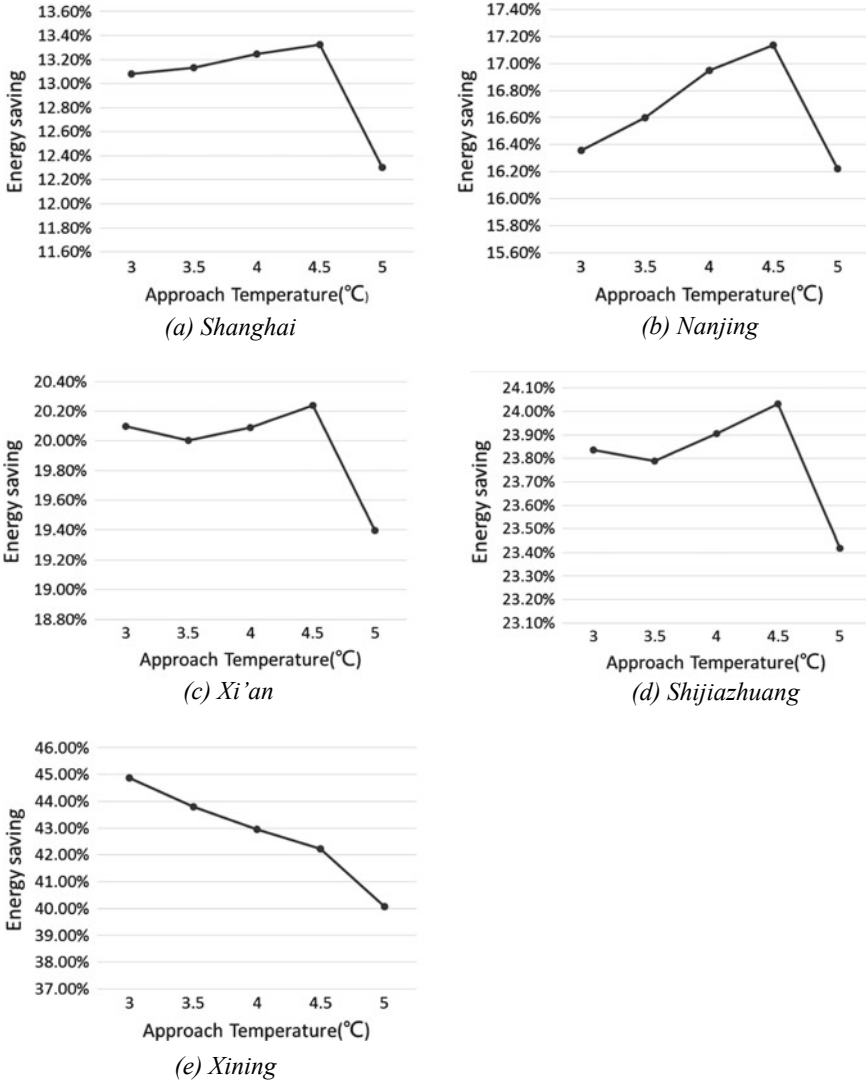 13.60%
13.40%
13.20%
13.00%
12.80%
12.60%
12.40%
12.20%
12.00%
11.80%
11.60%
Energy saving
3 3.5 4 4.5 5
Approach Temperature(℃)
(a) Shanghai
17.40%
17.20%
17.00%
16.80%
16.60%
16.40%
16.20%
16.00%
15.80%
15.60%
Energy saving
3 3.5 4 4.5 5
Approach Temperature(℃)
(b) Nanjing
20.40%
20.20%
20.00%
19.80%
19.60%
19.40%
19.20%
19.00%
18.80%
Energy saving
3 3.5 4 4.5 5
Approach Temperature(℃)
(c) Xi’an
24.10%
24.00%
23.90%
23.80%
23.70%
23.60%
23.50%
23.40%
23.30%
23.20%
23.10%
Energy saving
3 3.5 4 4.5 5
Approach Temperature(℃)
(d) Shijiazhuang
46.00%
45.00%
44.00%
43.00%
42.00%
41.00%
40.00%
39.00%
38.00%
37.00%
Energy saving
3 3.5 4 4.5 5
Approach Temperature(℃)
(e) Xining